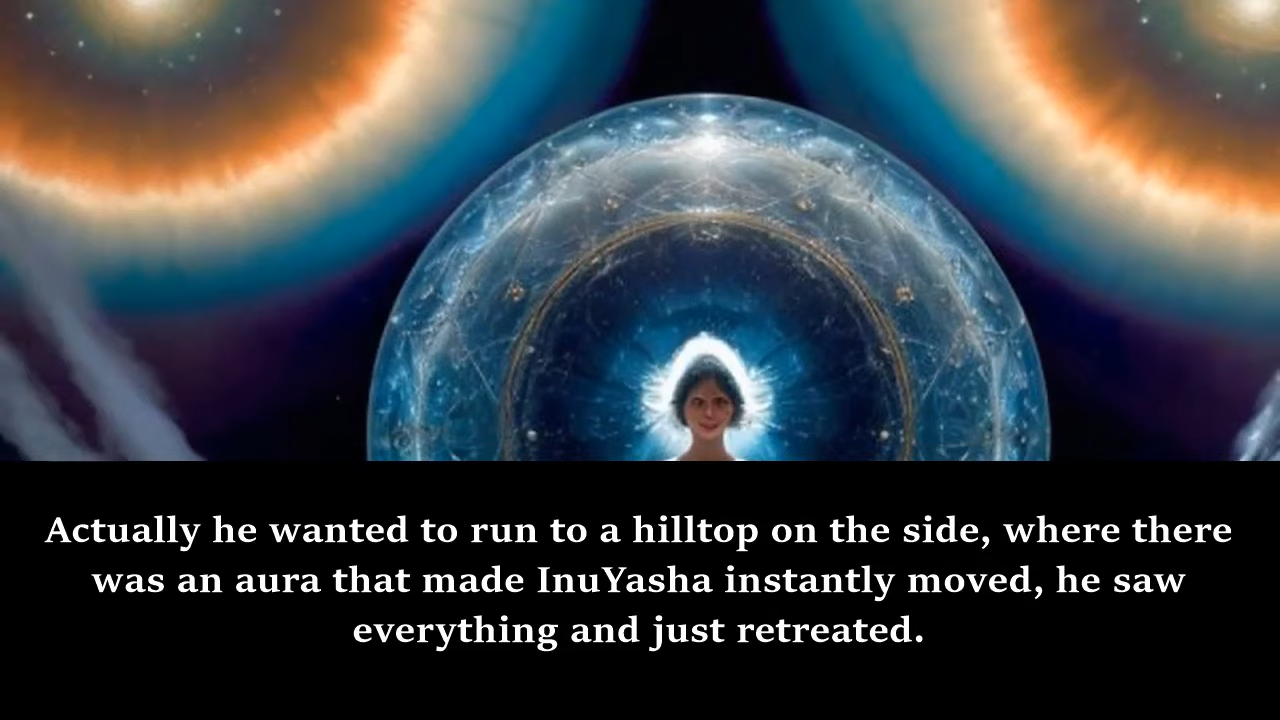 Actually he wanted to run to a hilltop on the side, where there
was an aura that made InuYasha instantly moved, he saw
everything and just retreated.